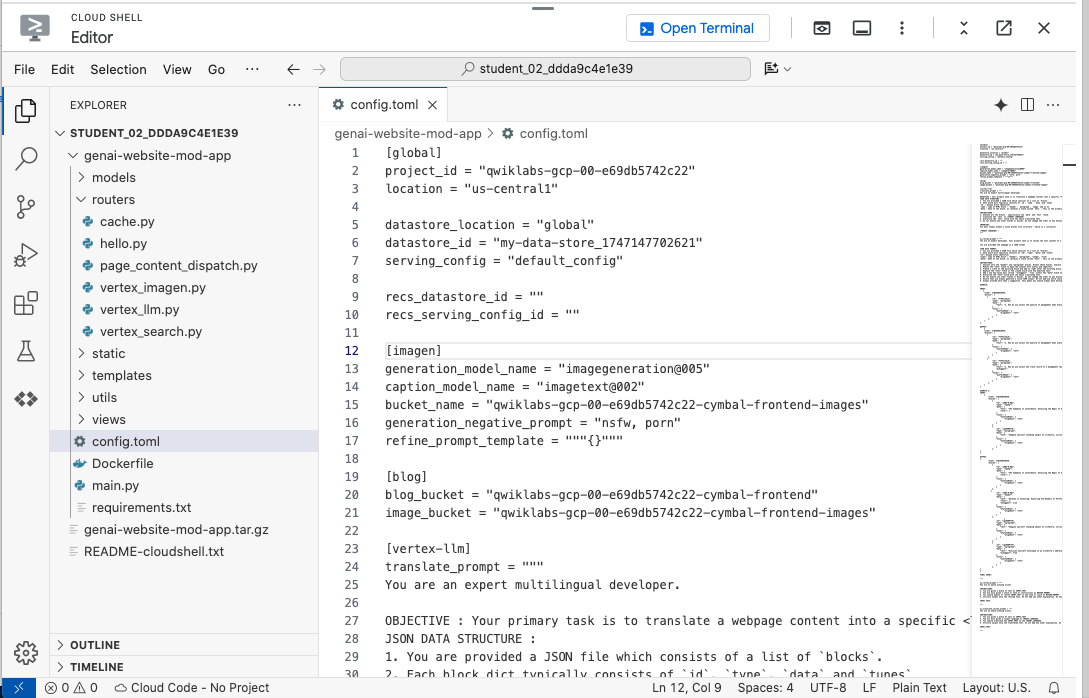 CLOUD SHELL
Editor
Open Terminal
File Edit Selection View Go ···
student_02_ddda9c4e1e39
EXPLORER
STUDENT_02_DDDA9C4E1E39
genai-website-mod-app
models
routers
cache.py
hello.py
page_content_dispatch.py
vertex_imagen.py
vertex_llm.py
vertex_search.py
static
templates
utils
views
config.toml
Dockerfile
main.py
requirements.txt
genai-website-mod-app.tar.gz
README-cloudshell.txt
OUTLINE
TIMELINE
config.toml
genai-website-mod-app > config.toml
1 [global]
2 project_id = "qwiklabs-gcp-00-e69db5742c22"
3 location = "us-central1"
4
5 datastore_location = "global"
6 datastore_id = "my-data-store_1747147702621"
7 serving_config = "default_config"
8
9 recs_datastore_id = ""
10 recs_serving_config_id = ""
11
12 [imagen]
13 generation_model_name = "imagegeneration@005"
14 caption_model_name = "imagetext@002"
15 bucket_name = "qwiklabs-gcp-00-e69db5742c22-cymbal-frontend-images"
16 generation_negative_prompt = "nsfw, porn"
17 refine_prompt_template = """{}"""
18
19 [blog]
20 blog_bucket = "qwiklabs-gcp-00-e69db5742c22-cymbal-frontend"
21 image_bucket = "qwiklabs-gcp-00-e69db5742c22-cymbal-frontend-images"
22
23 [vertex-llm]
24 translate_prompt = """
25 You are an expert multilingual developer.
26
27 OBJECTIVE : Your primary task is to translate a webpage content into a specific <
28 JSON DATA STRUCTURE :
29 1. You are provided a JSON file which consists of a list of `blocks`.
30 2. Each block dict typically consists of `id`, `type`, `data` and `tunes`
0 0 Cloud Code - No Project Ln 12, Col 9 Spaces: 4 UTF-8 LF Plain Text Layout: U.S.